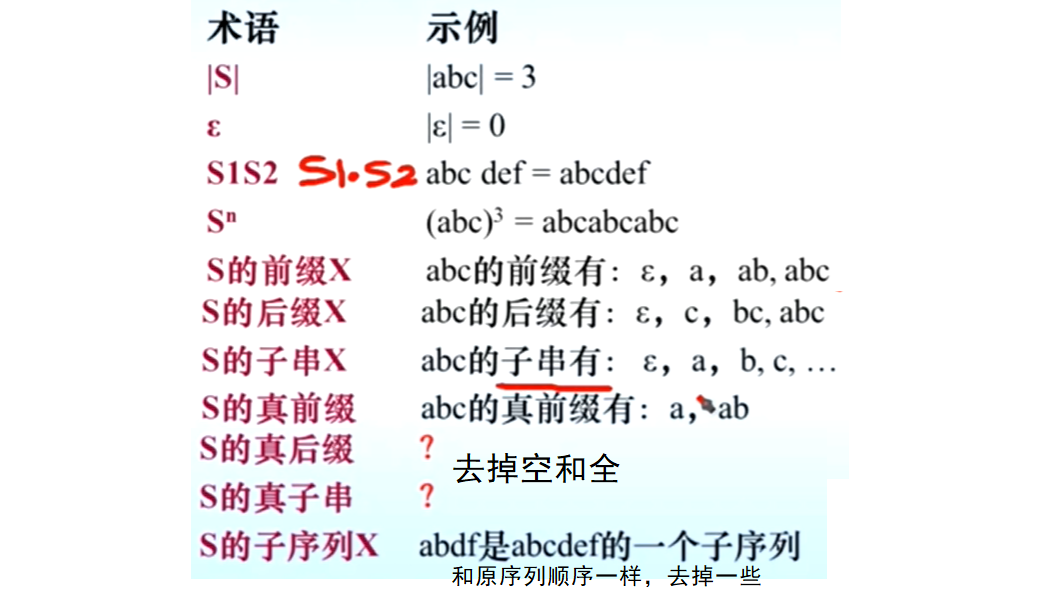 术语 示例
|S| |abc| = 3
ε |ε| = 0
S1S2 S1·S2 abc def = abcdef
Sⁿ (abc)³ = abcabcabc
S的前缀X abc的前缀有：ε，a，ab, abc
S的后缀X abc的后缀有：ε，c，bc, abc
S的子串X abc的子串有：ε，a，b, c, …
S的真前缀 abc的真前缀有：a，ab
S的真后缀 ?
去掉空和全
S的真子串 ?
S的子序列X abdf是abcdef的一个子序列
和原序列顺序一样，去掉一些